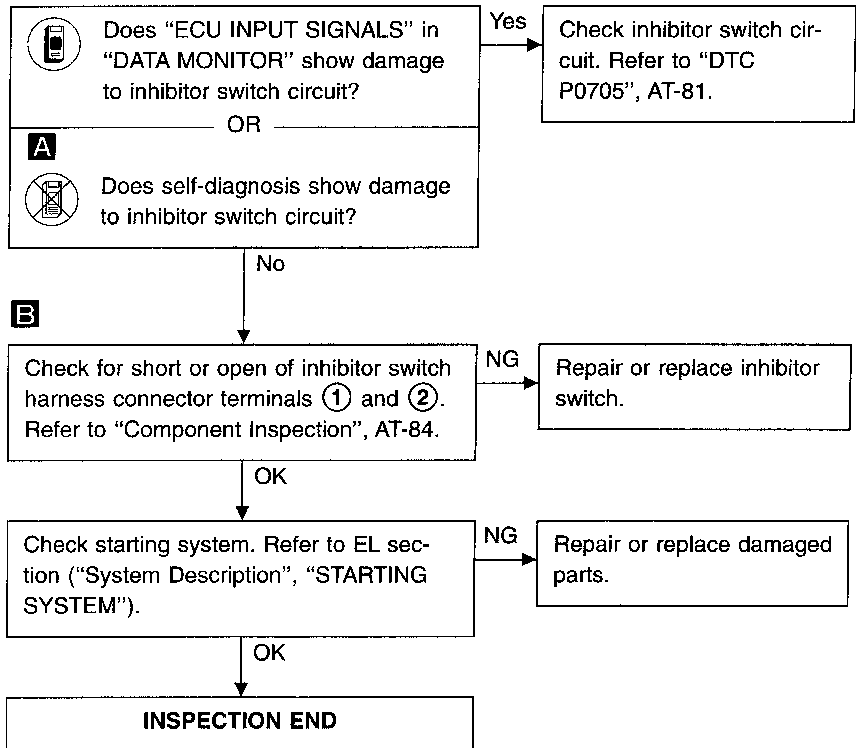 Does “ECU INPUT SIGNALS” in
“DATA MONITOR” show damage
to inhibitor switch circuit?
Yes
Check inhibitor switch cir-
cuit. Refer to “DTC
P0705”, AT-81.
OR
A
Does self-diagnosis show damage
to inhibitor switch circuit?
No
B
Check for short or open of inhibitor switch
harness connector terminals ① and ②.
Refer to “Component Inspection”, AT-84.
NG
Repair or replace inhibitor
switch.
OK
Check starting system. Refer to EL sec-
tion (“System Description”, “STARTING
SYSTEM”).
NG
Repair or replace damaged
parts.
OK
INSPECTION END